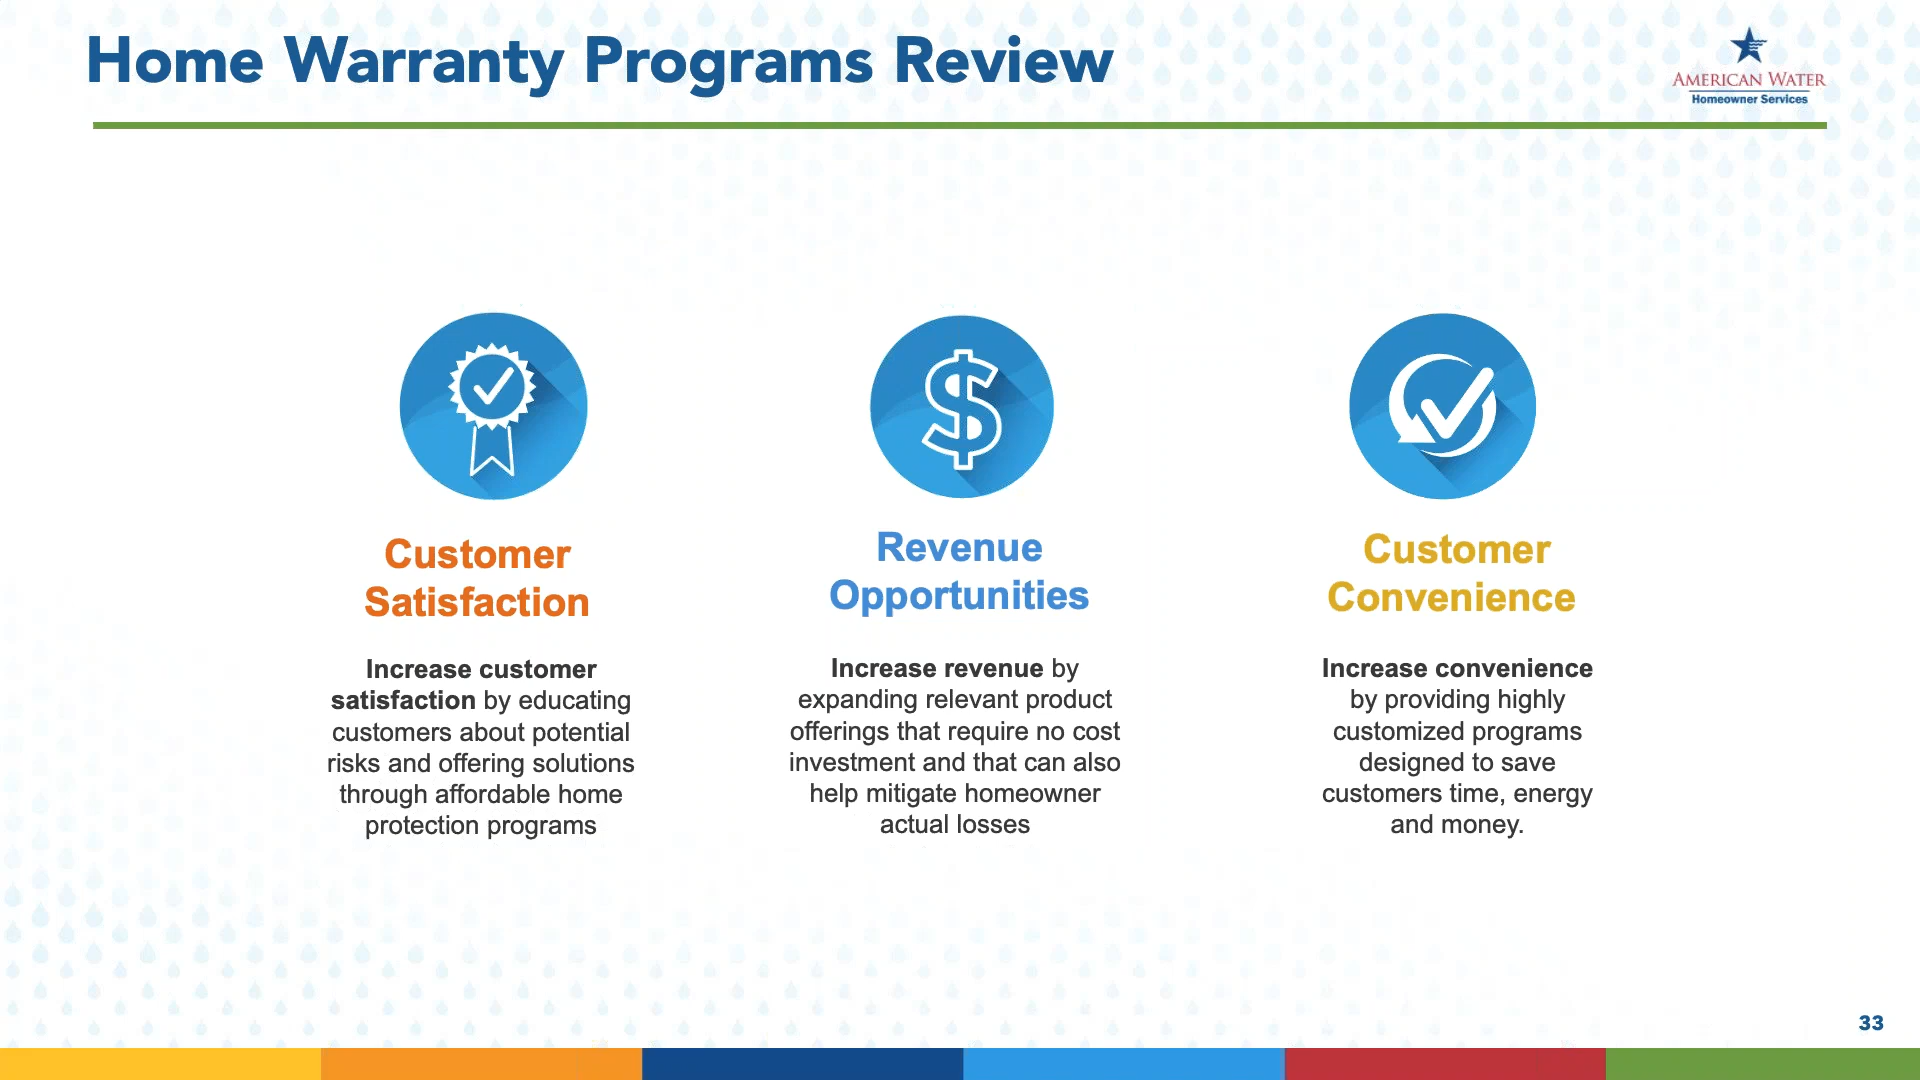 Home Warranty Programs Review
AMERICAN WATER
Homeowner Services
Customer
Satisfaction
Increase customer
satisfaction by educating
customers about potential
risks and offering solutions
through affordable home
protection programs
Revenue
Opportunities
Increase revenue by
expanding relevant product
offerings that require no cost
investment and that can also
help mitigate homeowner
actual losses
Customer
Convenience
Increase convenience
by providing highly
customized programs
designed to save
customers time, energy
and money.
33